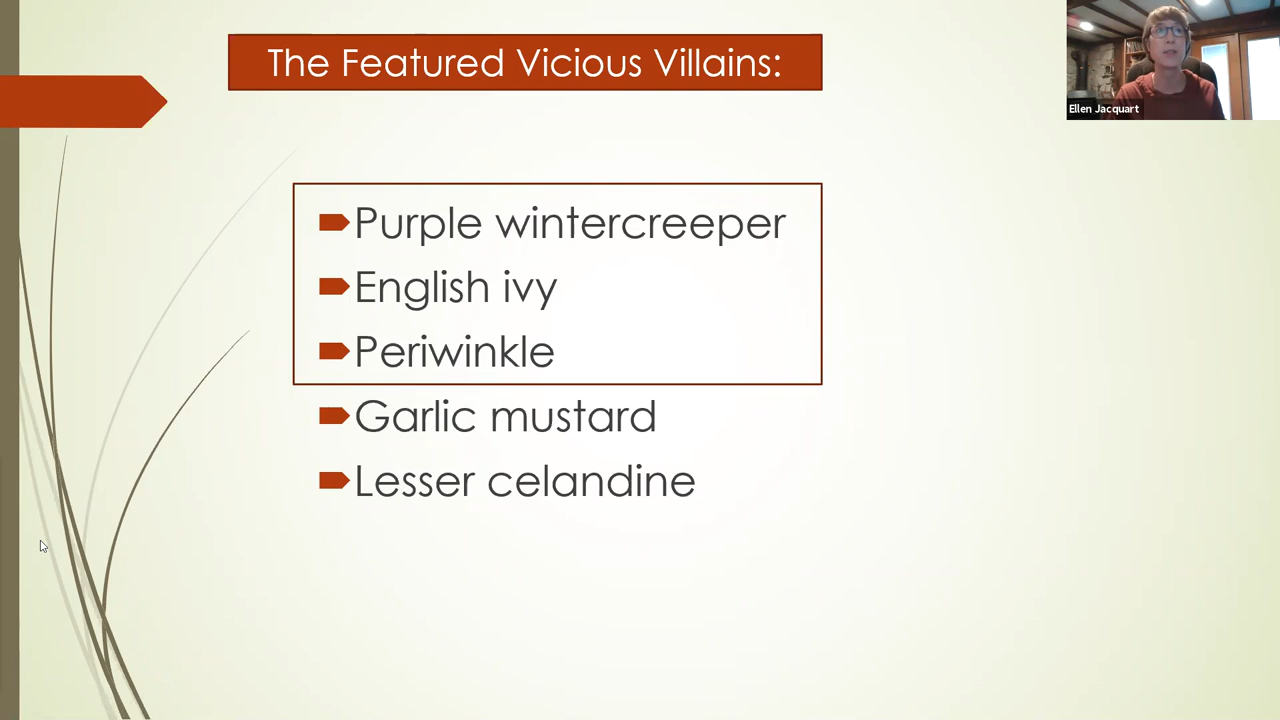 The Featured Vicious Villains:
Ellen Jacquart
Purple wintercreeper
English ivy
Periwinkle
Garlic mustard
Lesser celandine